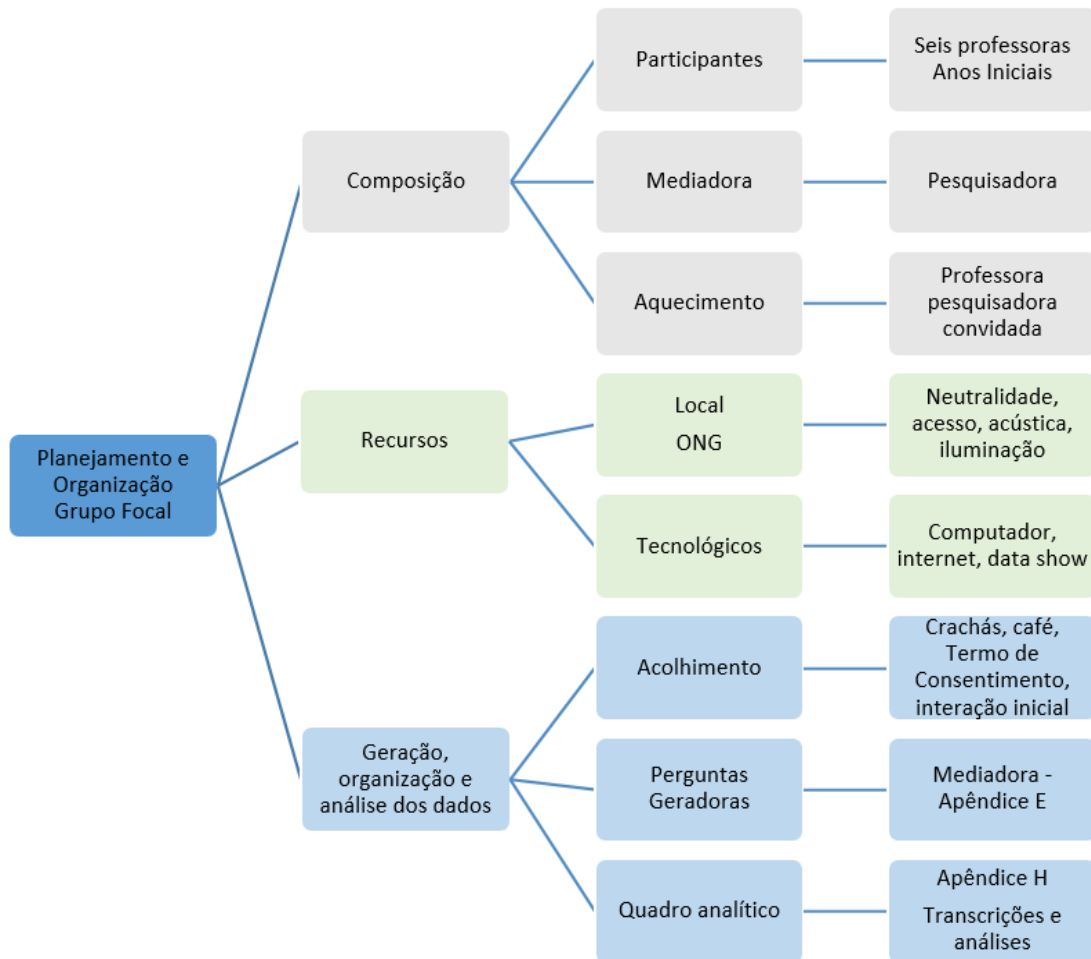 Planejamento e
Organização
Grupo Focal
Composição
Participantes
Seis professoras
Anos Iniciais
Mediadora
Pesquisadora
Aquecimento
Professora
pesquisadora
convidada
Recursos
Local
ONG
Neutralidade,
acesso, acústica,
iluminação
Tecnológicos
Computador,
internet, data show
Geração,
organização e
análise dos dados
Acolhimento
Crachás, café,
Termo de
Consentimento,
interação inicial
Perguntas
Geradoras
Mediadora -
Apêndice E
Quadro analítico
Apêndice H
Transcrições e
análises